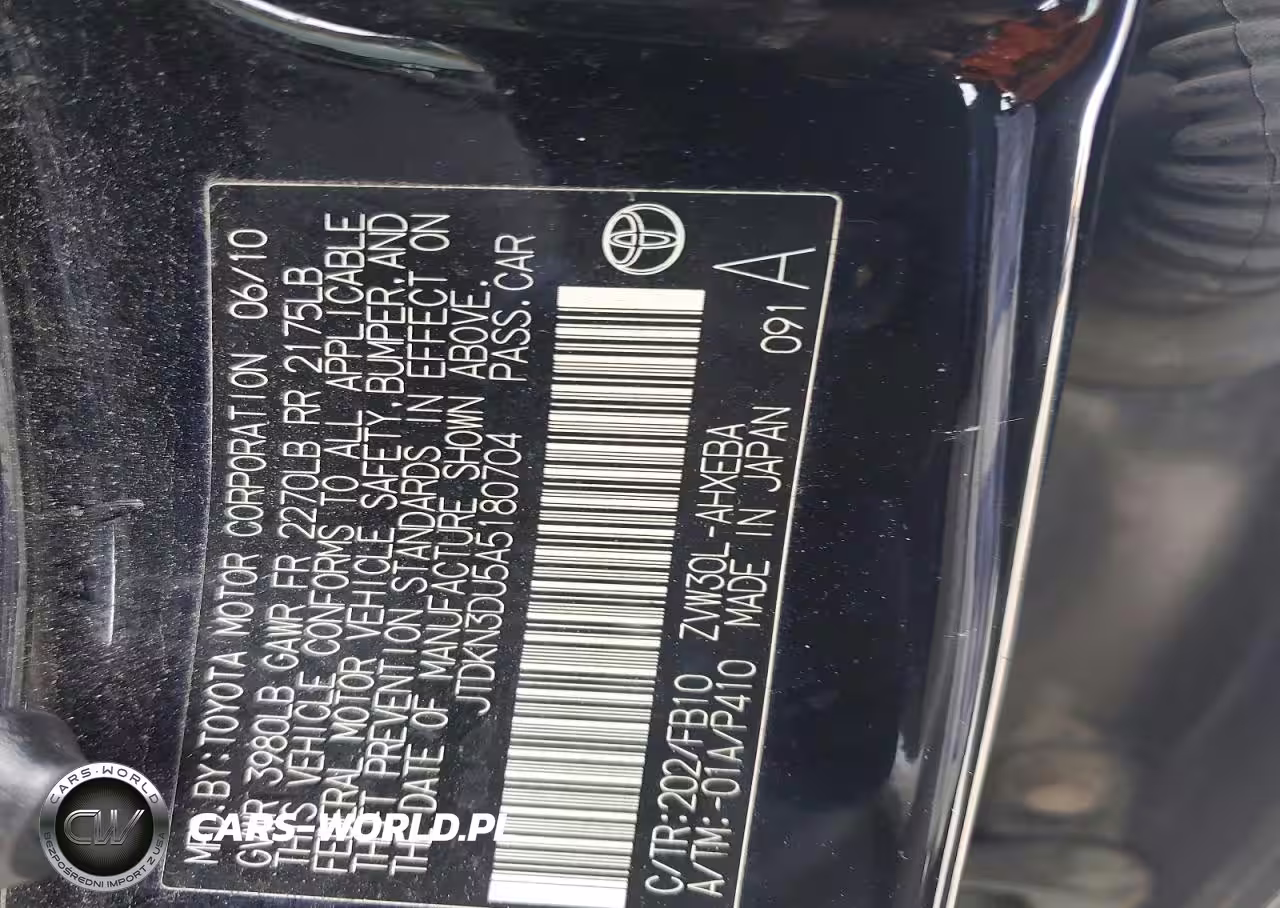 MFD.BY:TOYOTA MOTOR CORPORATION 06/10
GVWR 3980LB GAWR FR 2270LB RR 2175LB
THIS VEHICLE CONFORMS TO ALL APPLICABLE
FEDERAL MOTOR VEHICLE SAFETY,BUMPER,AND
THEFT PREVENTION STANDARDS IN EFFECT ON
THE DATE OF MANUFACTURE SHOWN ABOVE.
JTDKN3DU5A5180704 PASS.CAR
C/TR:202/FB10 ZVW30L-AHXEBA
A/TM:-01A/P410 MADE IN JAPAN 091
A
CARS-WORLD
CW
BEZPOŚREDNI IMPORT Z USA
CARS-WORLD.PL